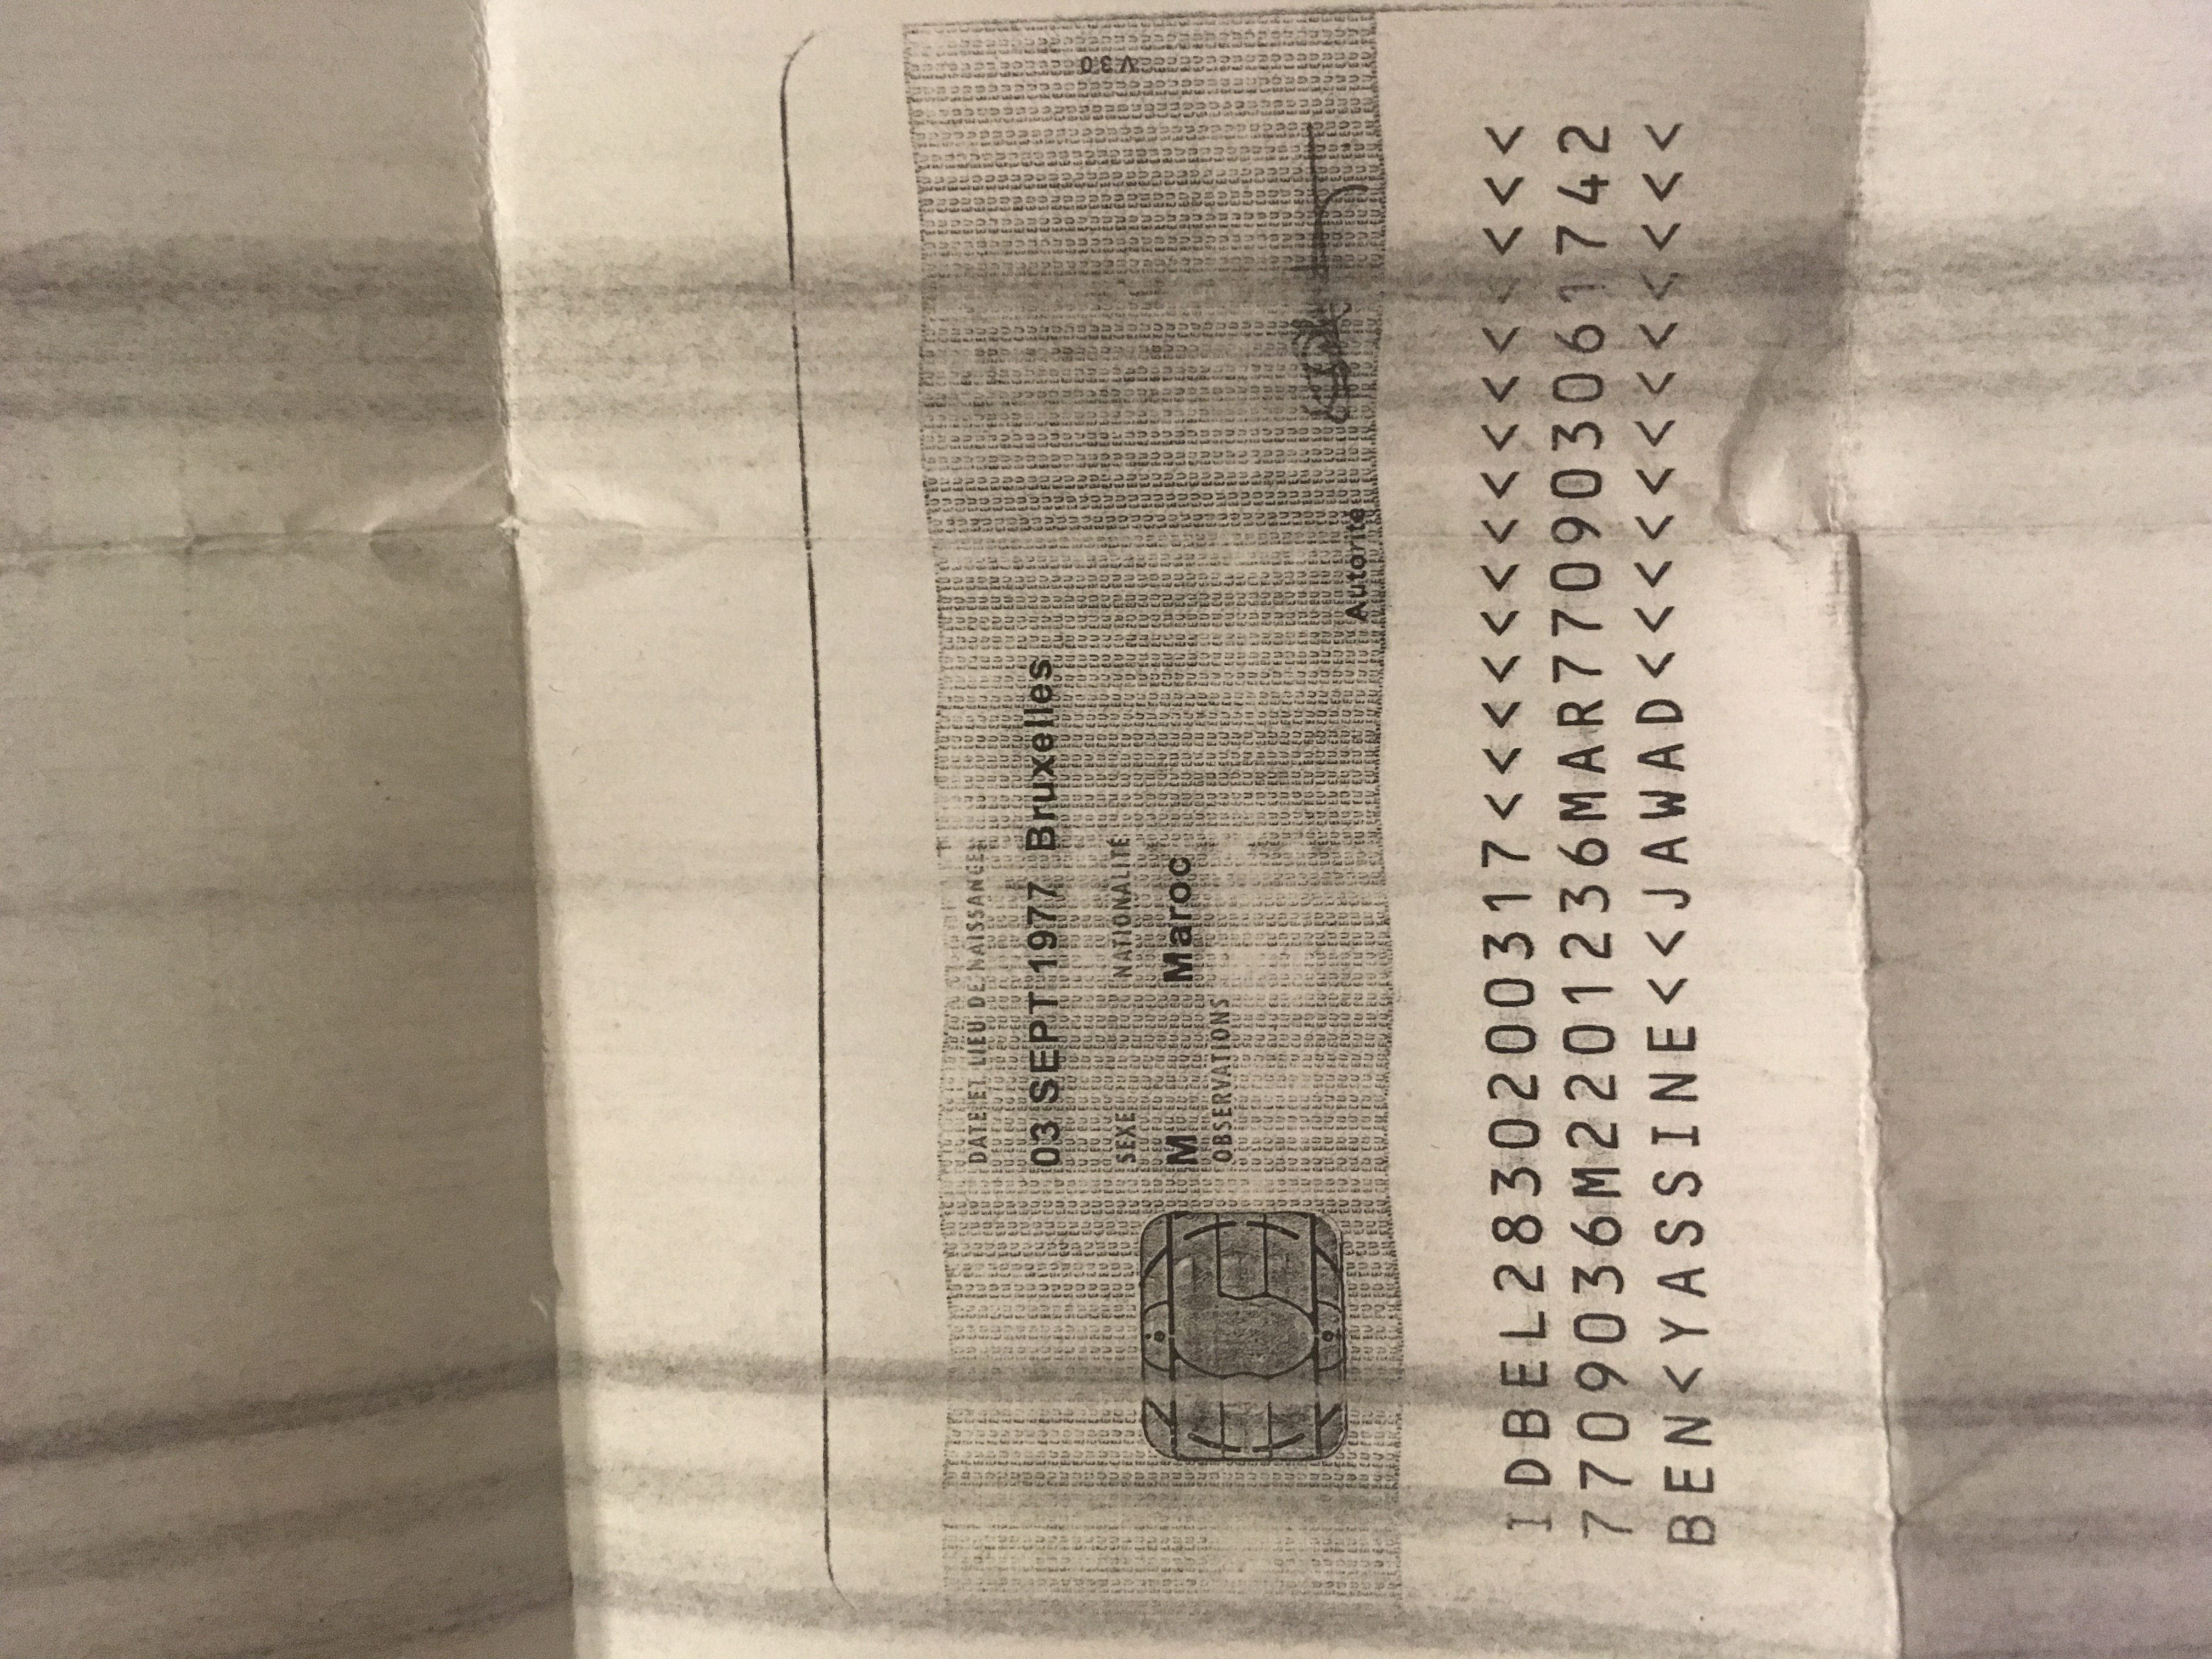 DATE ET LIEU DE NAISSANCE
03 SEPT 1977 Bruxelles
SEXE NATIONALITÉ
M Maroc
OBSERVATIONS
Autorité
V30
IDBEL2830200317<<<<<<<<<<<<<<<
7709036M2201236MAR770903061742
BEN<YASSINE<<JAWAD<<<<<<<<<<<<